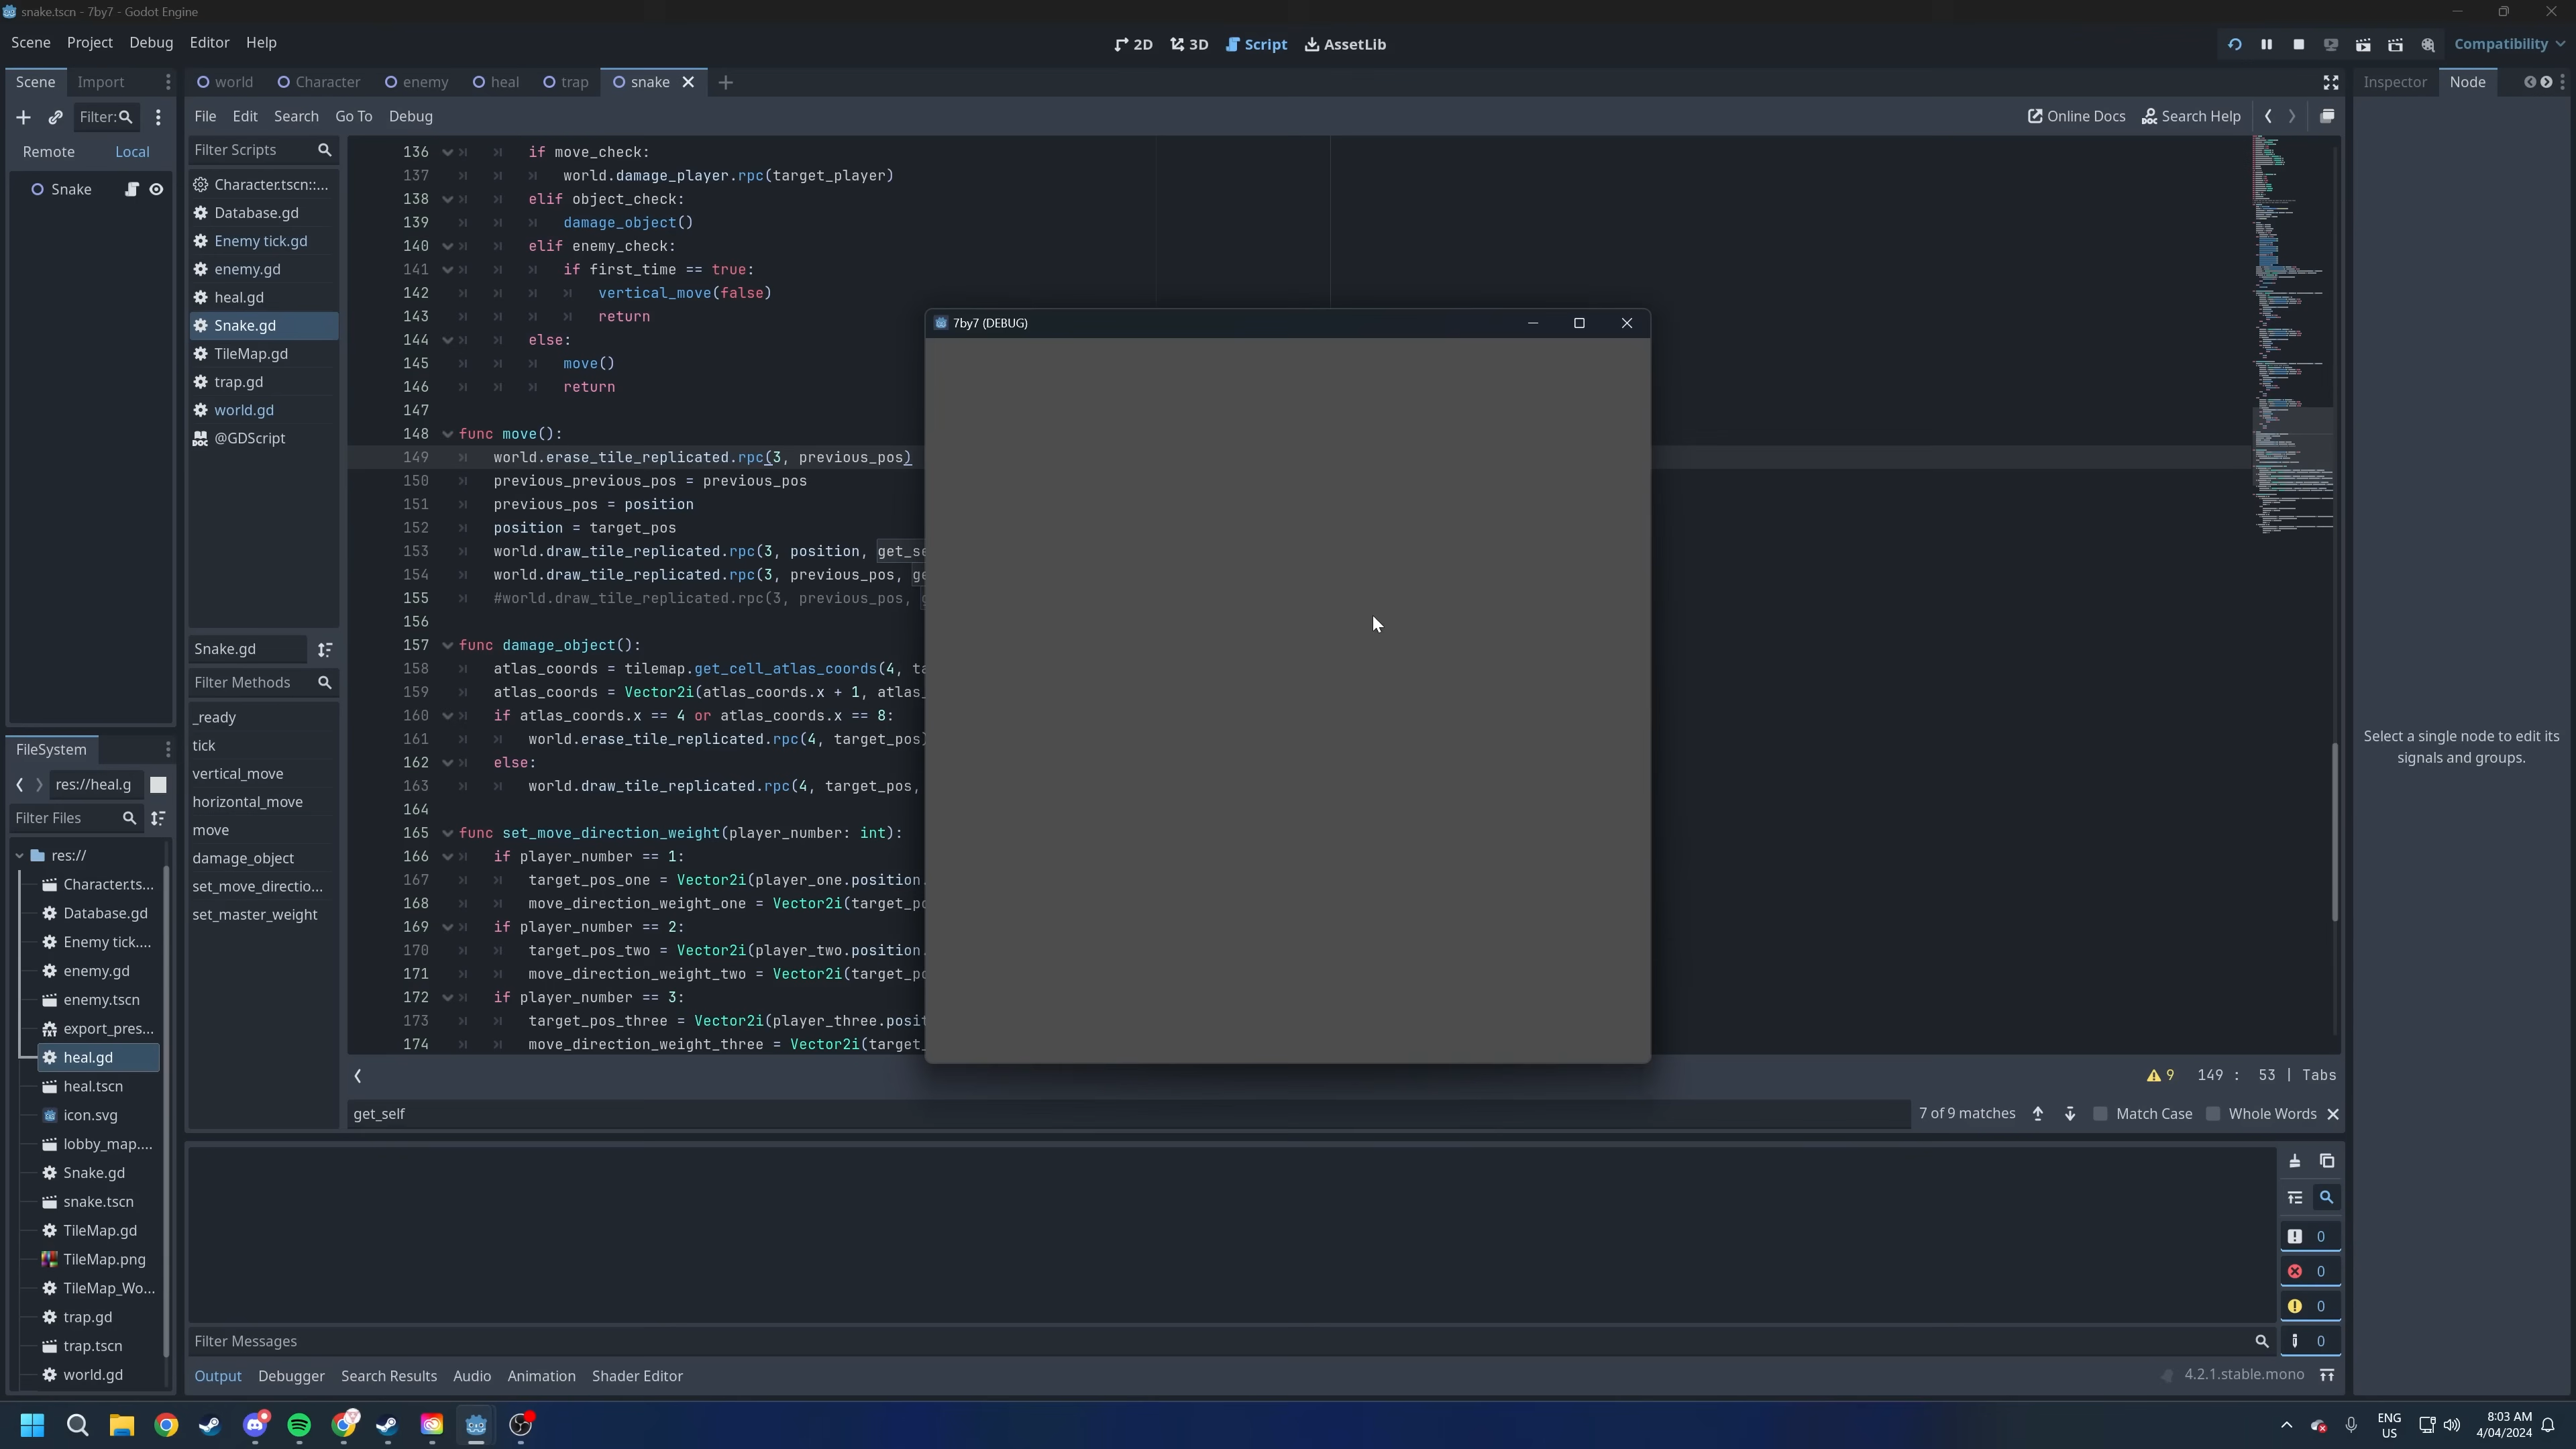 snake.tscn - 7by7 - Godot Engine
Scene Project Debug Editor Help
2D 3D Script AssetLib
Compatibility
Scene Import
world Character enemy heal trap snake
Inspector Node
Filter:
File Edit Search Go To Debug
Online Docs Search Help
Remote Local
Snake
Filter Scripts
Character.tscn::...
Database.gd
Enemy tick.gd
enemy.gd
heal.gd
Snake.gd
TileMap.gd
trap.gd
world.gd
@GDScript
Snake.gd
Filter Methods
_ready
tick
vertical_move
horizontal_move
move
damage_object
set_move_directio...
set_master_weight
136 if move_check:
137 world.damage_player.rpc(target_player)
138 elif object_check:
139 damage_object()
140 elif enemy_check:
141 if first_time == true:
142 vertical_move(false)
143 return
144 else:
145 move()
146 return
147
148 func move():
149 world.erase_tile_replicated.rpc(3, previous_pos)
150 previous_previous_pos = previous_pos
151 previous_pos = position
152 position = target_pos
153 world.draw_tile_replicated.rpc(3, position, get_se
154 world.draw_tile_replicated.rpc(3, previous_pos, ge
155 #world.draw_tile_replicated.rpc(3, previous_pos,
156
157 func damage_object():
158 atlas_coords = tilemap.get_cell_atlas_coords(4, ta
159 atlas_coords = Vector2i(atlas_coords.x + 1, atlas_
160 if atlas_coords.x == 4 or atlas_coords.x == 8:
161 world.erase_tile_replicated.rpc(4, target_pos)
162 else:
163 world.draw_tile_replicated.rpc(4, target_pos,
164
165 func set_move_direction_weight(player_number: int):
166 if player_number == 1:
167 target_pos_one = Vector2i(player_one.position.
168 move_direction_weight_one = Vector2i(target_po
169 if player_number == 2:
170 target_pos_two = Vector2i(player_two.position.
171 move_direction_weight_two = Vector2i(target_po
172 if player_number == 3:
173 target_pos_three = Vector2i(player_three.posit
174 move_direction_weight_three = Vector2i(target_
7by7 (DEBUG)
Select a single node to edit its
signals and groups.
FileSystem
res://heal.g
Filter Files
res://
Character.ts...
Database.gd
Enemy tick....
enemy.gd
enemy.tscn
export_pres...
heal.gd
heal.tscn
icon.svg
lobby_map....
Snake.gd
snake.tscn
TileMap.gd
TileMap.png
TileMap_Wo...
trap.gd
trap.tscn
world.gd
9 149 : 53 | Tabs
get_self
7 of 9 matches Match Case Whole Words
0
0
0
0
Filter Messages
Output Debugger Search Results Audio Animation Shader Editor
4.2.1.stable.mono
ENG
US
8:03 AM
4/04/2024